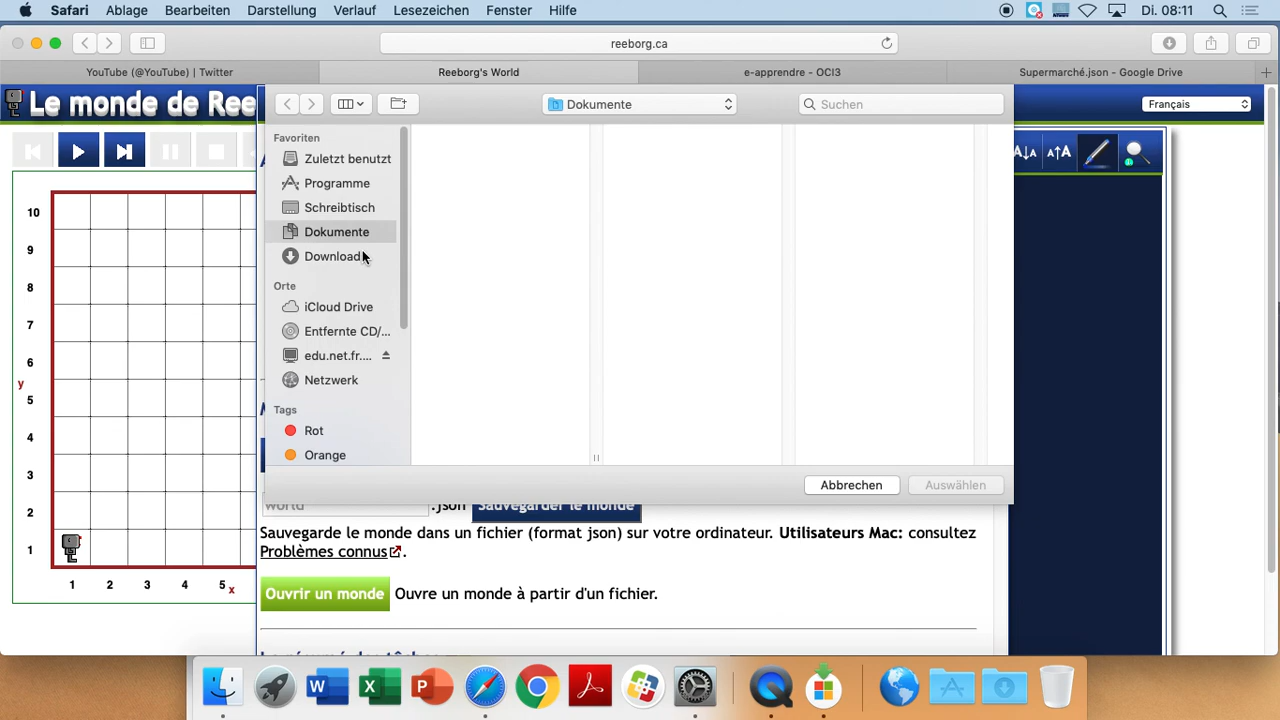 Safari Ablage Bearbeiten Darstellung Verlauf Lesezeichen Fenster Hilfe Di. 08:11
reeborg.ca
YouTube (@YouTube) | Twitter Reeborg's World e-apprendre - OCI3 Supermarché.json - Google Drive
Le monde de Ree
Dokumente
Suchen
Français
Favoriten
Zuletzt benutzt
Programme
Schreibtisch
Dokumente
Download
Orte
iCloud Drive
Entfernte CD/...
edu.net.fr....
Netzwerk
Tags
Rot
Orange
Abbrechen Auswählen
A↓A A↑A
10
9
8
7
6
y
5
4
3
2
1
1 2 3 4 5 x
world .json Sauvegarder le monde
Sauvegarde le monde dans un fichier (format json) sur votre ordinateur. Utilisateurs Mac: consultez
Problèmes connus.
Ouvrir un monde Ouvre un monde à partir d'un fichier.